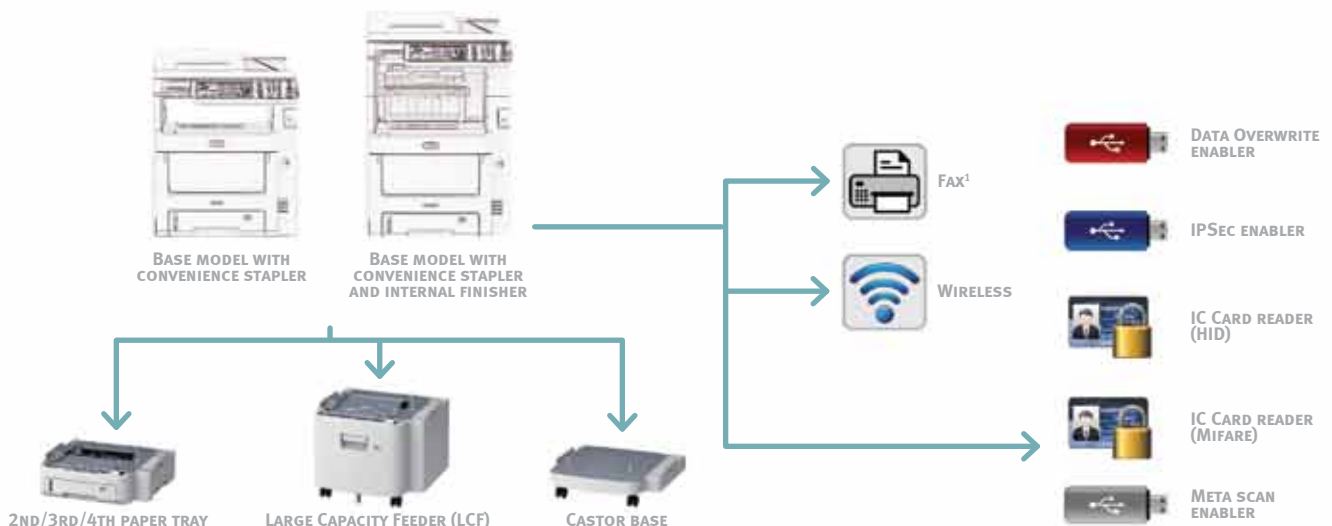 Base model with
convenience stapler
Base model with
convenience stapler
and internal finisher
Fax¹
Wireless
Data Overwrite
enabler
IPSec enabler
IC Card reader
(HID)
IC Card reader
(Mifare)
Meta scan
enabler
2nd/3rd/4th paper tray
Large Capacity Feeder (LCF)
Castor base